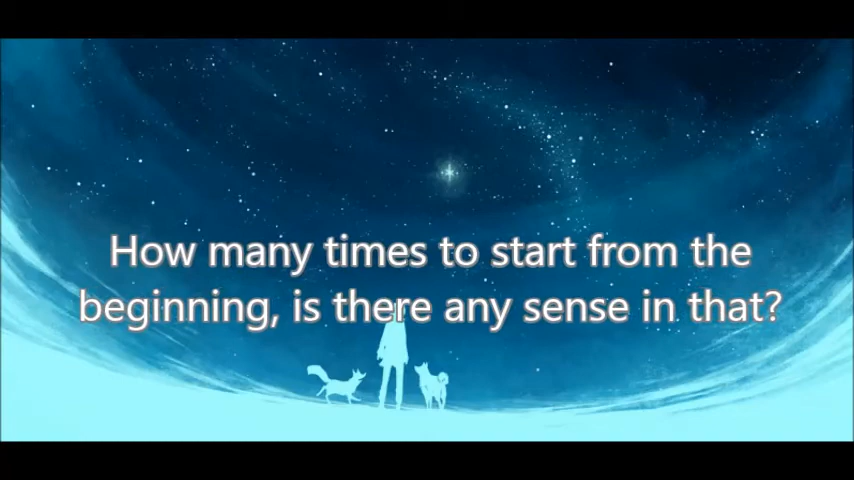 How many times to start from the
beginning, is there any sense in that?